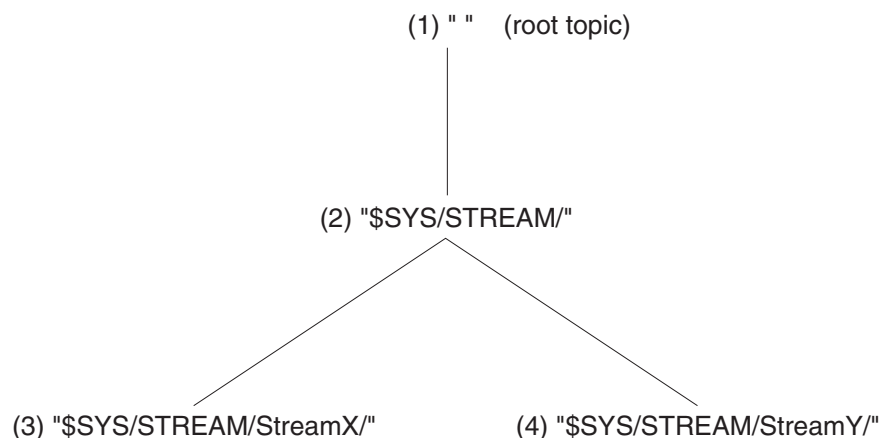 (1) " " (root topic)
(2) "$SYS/STREAM/"
(3) "$SYS/STREAM/StreamX/"
(4) "$SYS/STREAM/StreamY/"